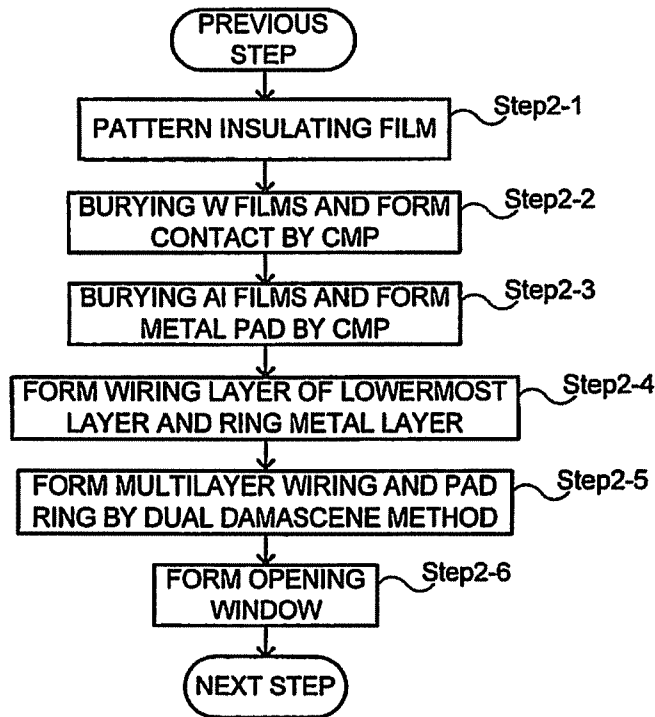 PREVIOUS
STEP
PATTERN INSULATING FILM
Step2-1
BURYING W FILMS AND FORM
CONTACT BY CMP
Step2-2
BURYING Al FILMS AND FORM
METAL PAD BY CMP
Step2-3
FORM WIRING LAYER OF LOWERMOST
LAYER AND RING METAL LAYER
Step2-4
FORM MULTILAYER WIRING AND PAD
RING BY DUAL DAMASCENE METHOD
Step2-5
FORM OPENING
WINDOW
Step2-6
NEXT STEP